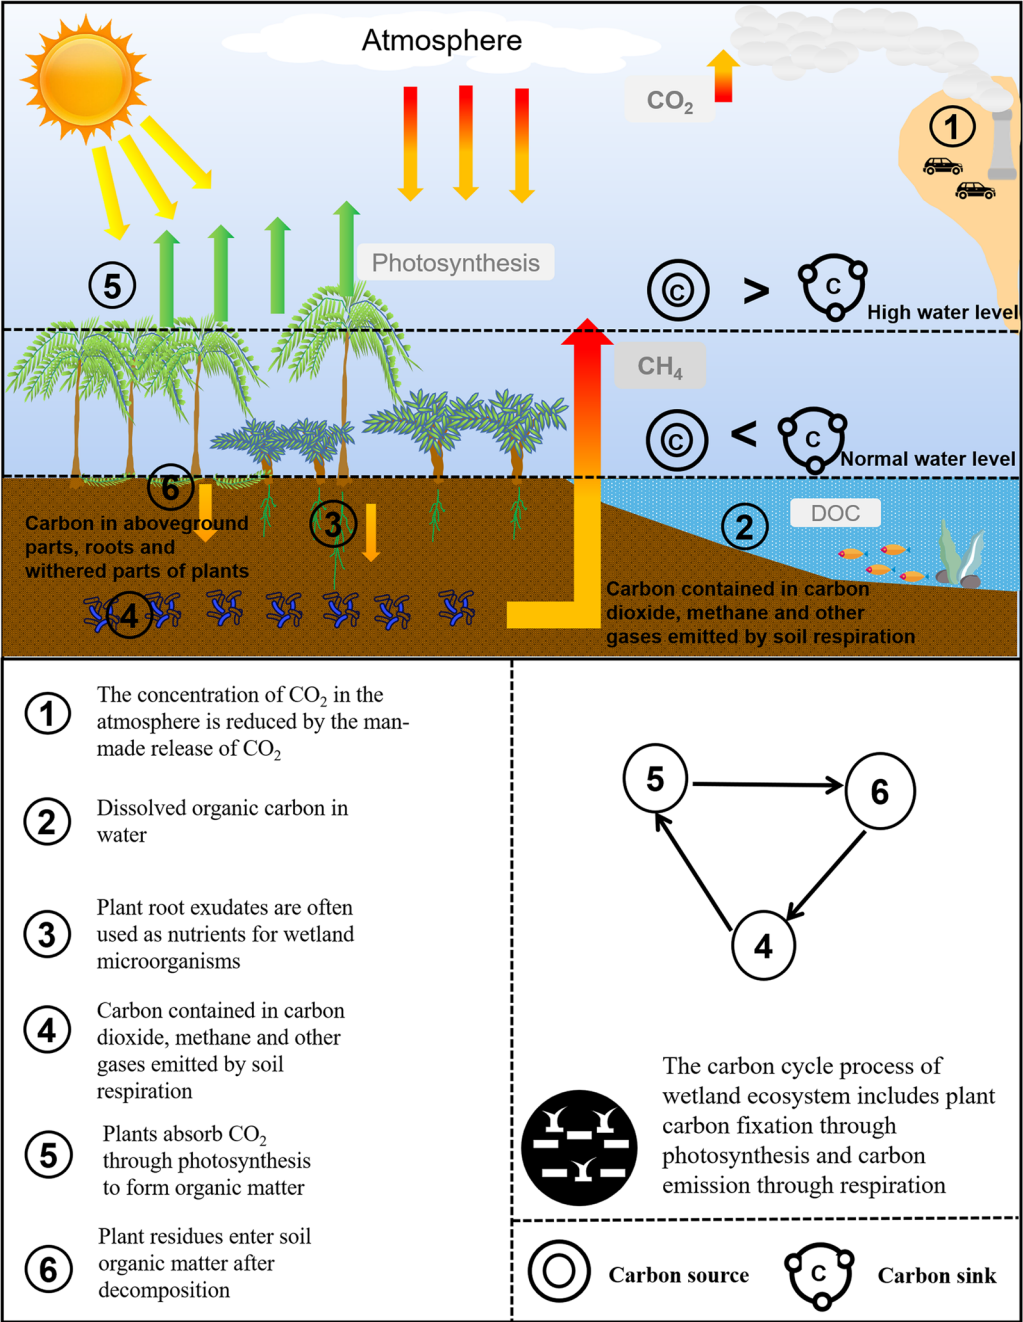 Atmosphere
CO₂
1
Photosynthesis
5
C
>
C
High water level
CH₄
C
<
C
Normal water level
6
3
2
DOC
Carbon in aboveground
parts, roots and
withered parts of plants
4
Carbon contained in carbon
dioxide, methane and other
gases emitted by soil respiration
1
The concentration of CO₂ in the
atmosphere is reduced by the man-
made release of CO₂
2
Dissolved organic carbon in
water
3
Plant root exudates are often
used as nutrients for wetland
microorganisms
4
Carbon contained in carbon
dioxide, methane and other
gases emitted by soil
respiration
5
Plants absorb CO₂
through photosynthesis
to form organic matter
6
Plant residues enter soil
organic matter after
decomposition
5
6
4
The carbon cycle process of
wetland ecosystem includes plant
carbon fixation through
photosynthesis and carbon
emission through respiration
Carbon source
C
Carbon sink